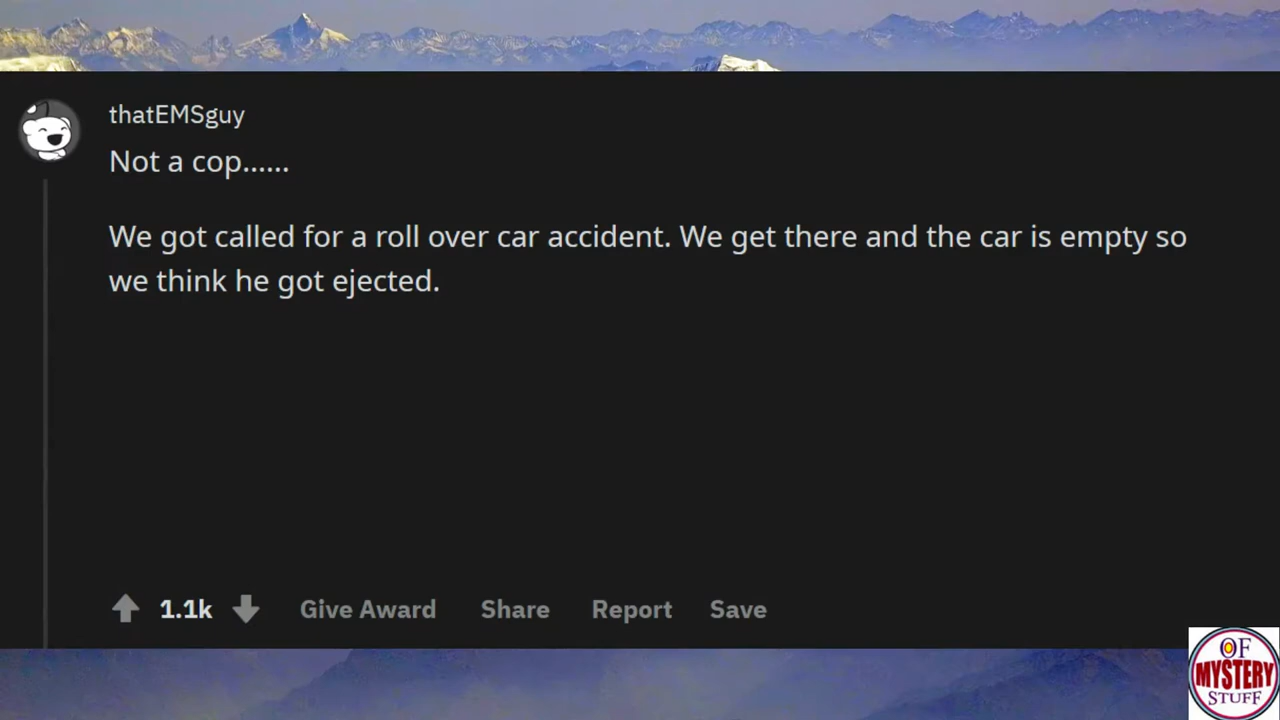 thatEMSguy
Not a cop......
We got called for a roll over car accident. We get there and the car is empty so
we think he got ejected.
1.1k Give Award Share Report Save
OF
MYSTERY
STUFF